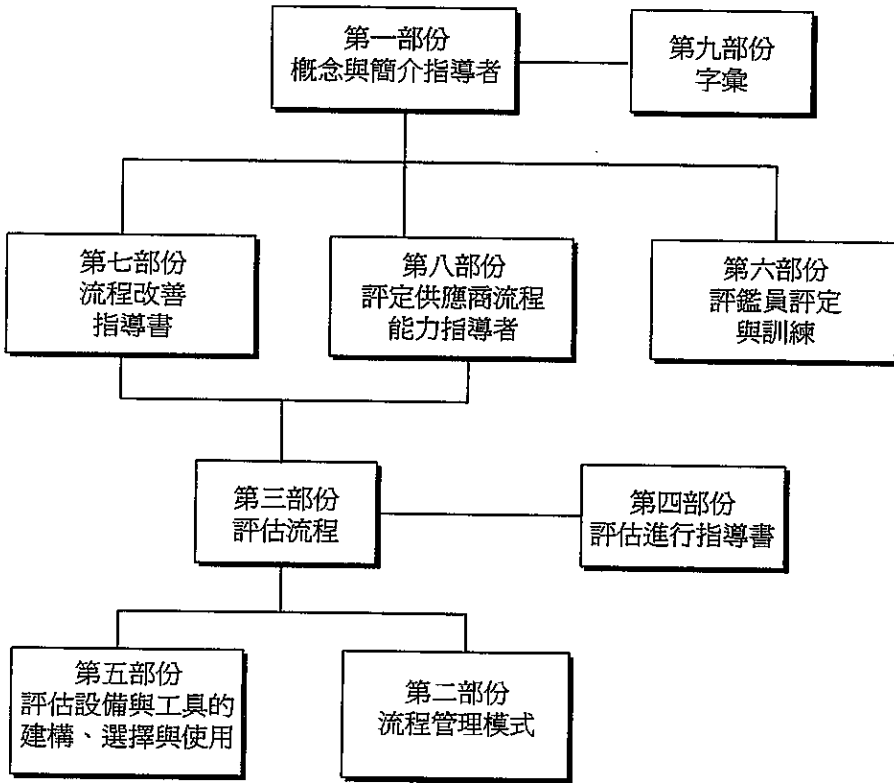 第一部份
概念與簡介指導者
第九部份
字彙
第七部份
流程改善
指導書
第八部份
評定供應商流程
能力指導者
第六部份
評鑑員評定
與訓練
第三部份
評估流程
第四部份
評估進行指導書
第五部份
評估設備與工具的
建構、選擇與使用
第二部份
流程管理模式